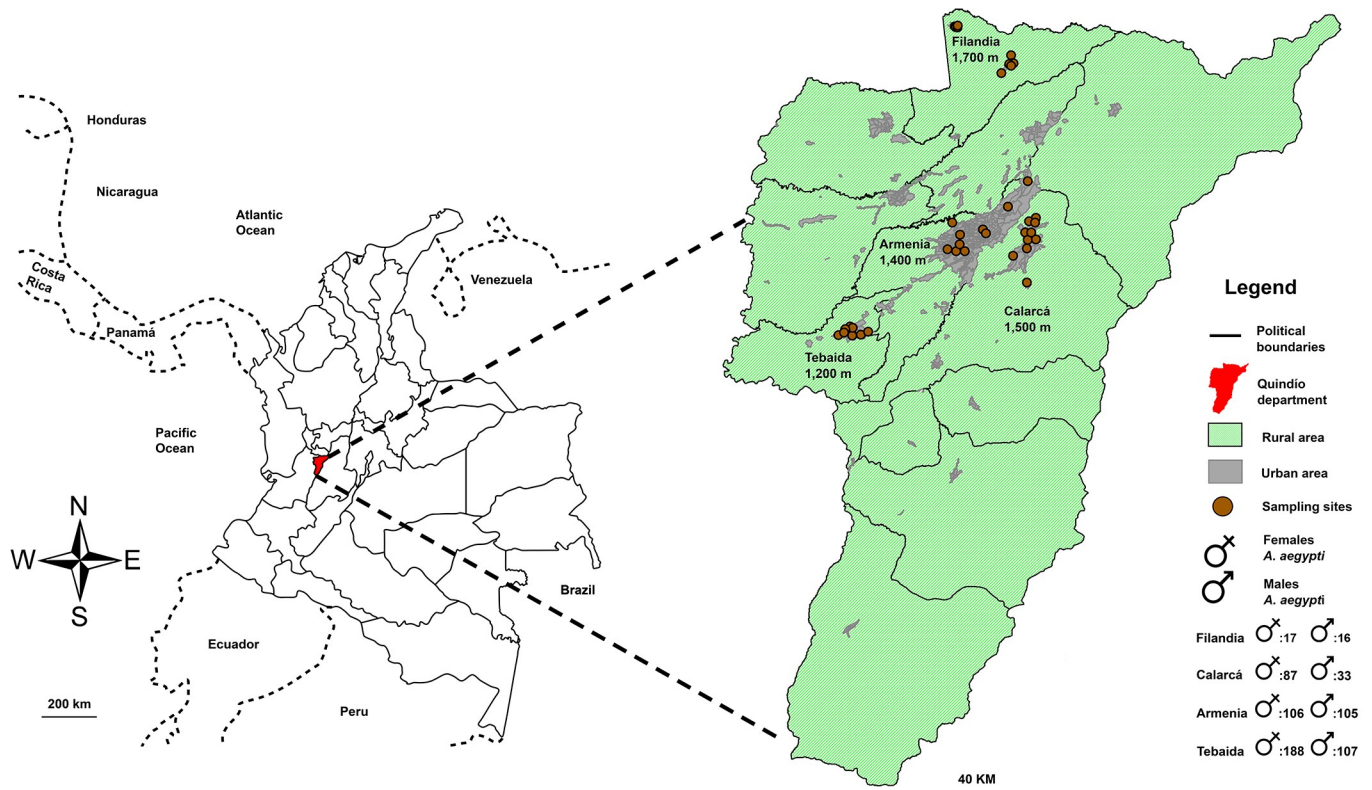 Honduras
Nicaragua
Atlantic
Ocean
Costa
Rica
Panamá
Venezuela
Pacific
Ocean
N
W
E
S
Brazil
Ecuador
Peru
200 km
Filandia
1,700 m
Armenia
1,400 m
Calarcá
1,500 m
Tebaida
1,200 m
40 KM
Legend
Political
boundaries
Quindío
department
Rural area
Urban area
Sampling sites
Females
A. aegypti
Males
A. aegypti
Filandia :17 :16
Calarcá :87 :33
Armenia :106 :105
Tebaida :188 :107